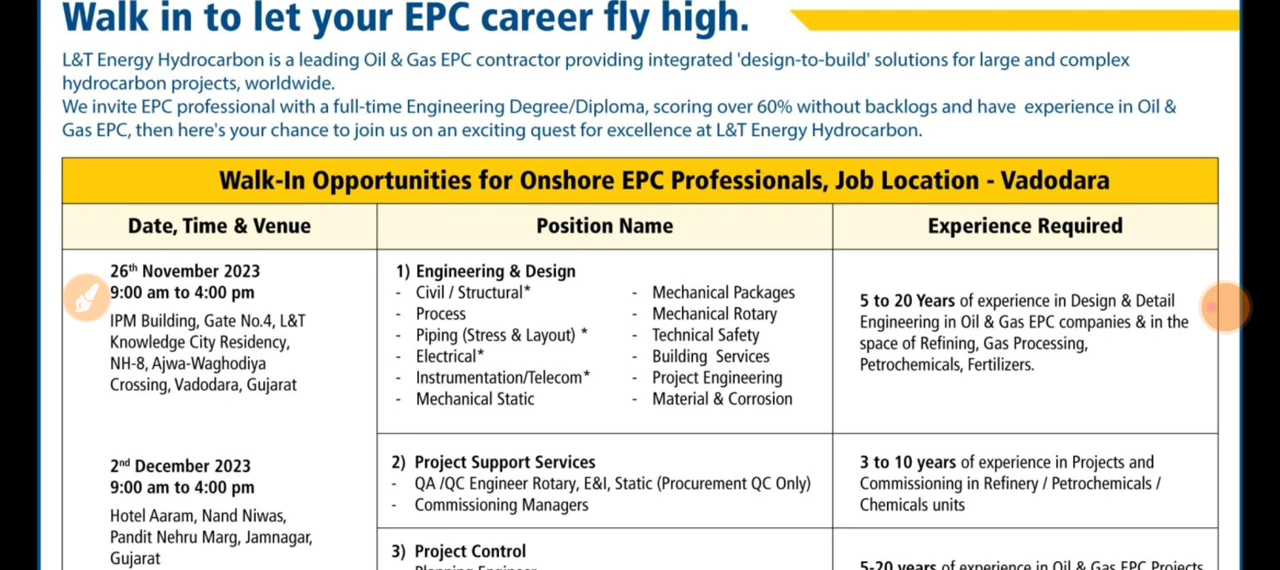 Walk in to let your EPC career fly high.
L&T Energy Hydrocarbon is a leading Oil & Gas EPC contractor providing integrated 'design-to-build' solutions for large and complex
hydrocarbon projects, worldwide.
We invite EPC professional with a full-time Engineering Degree/Diploma, scoring over 60% without backlogs and have experience in Oil &
Gas EPC, then here's your chance to join us on an exciting quest for excellence at L&T Energy Hydrocarbon.
Walk-In Opportunities for Onshore EPC Professionals, Job Location - Vadodara
Date, Time & Venue
Position Name
Experience Required
26th November 2023
9:00 am to 4:00 pm
IPM Building, Gate No.4, L&T
Knowledge City Residency,
NH-8, Ajwa-Waghodiya
Crossing, Vadodara, Gujarat
2nd December 2023
9:00 am to 4:00 pm
Hotel Aaram, Nand Niwas,
Pandit Nehru Marg, Jamnagar,
Gujarat
1) Engineering & Design
- Civil / Structural*
- Process
- Piping (Stress & Layout) *
- Electrical*
- Instrumentation/Telecom*
- Mechanical Static
- Mechanical Packages
- Mechanical Rotary
- Technical Safety
- Building Services
- Project Engineering
- Material & Corrosion
5 to 20 Years of experience in Design & Detail
Engineering in Oil & Gas EPC companies & in the
space of Refining, Gas Processing,
Petrochemicals, Fertilizers.
2) Project Support Services
- QA /QC Engineer Rotary, E&I, Static (Procurement QC Only)
- Commissioning Managers
3 to 10 years of experience in Projects and
Commissioning in Refinery / Petrochemicals /
Chemicals units
3) Project Control
Planning Engineer
5-20 years of experience in Oil & Gas EPC Projects